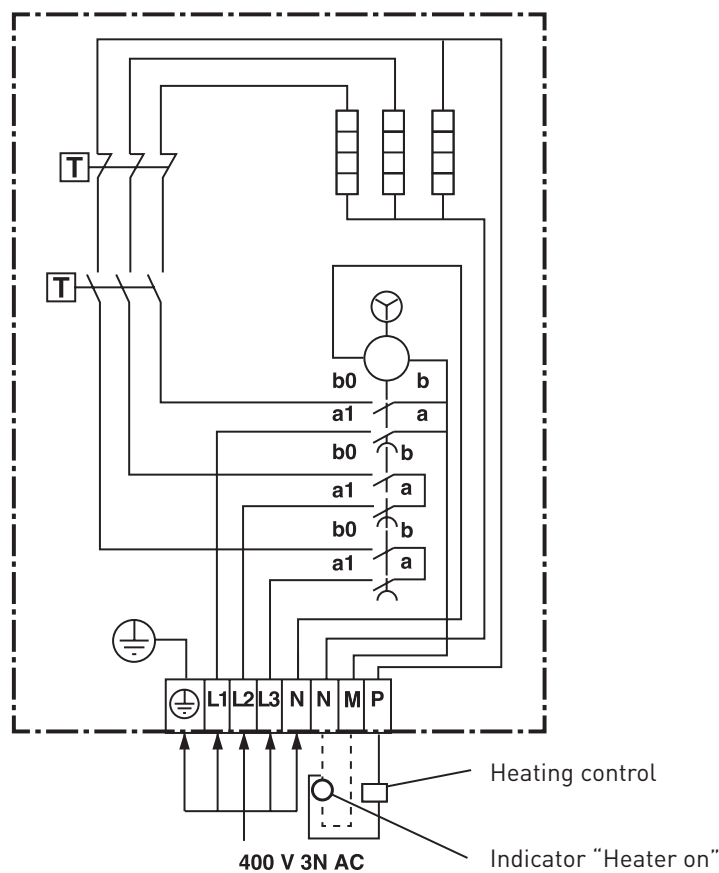 T
T
b0 b
a1 a
b0 b
a1 a
b0 b
a1 a
L1 L2 L3 N N M P
Heating control
Indicator “Heater on”
400 V 3N AC